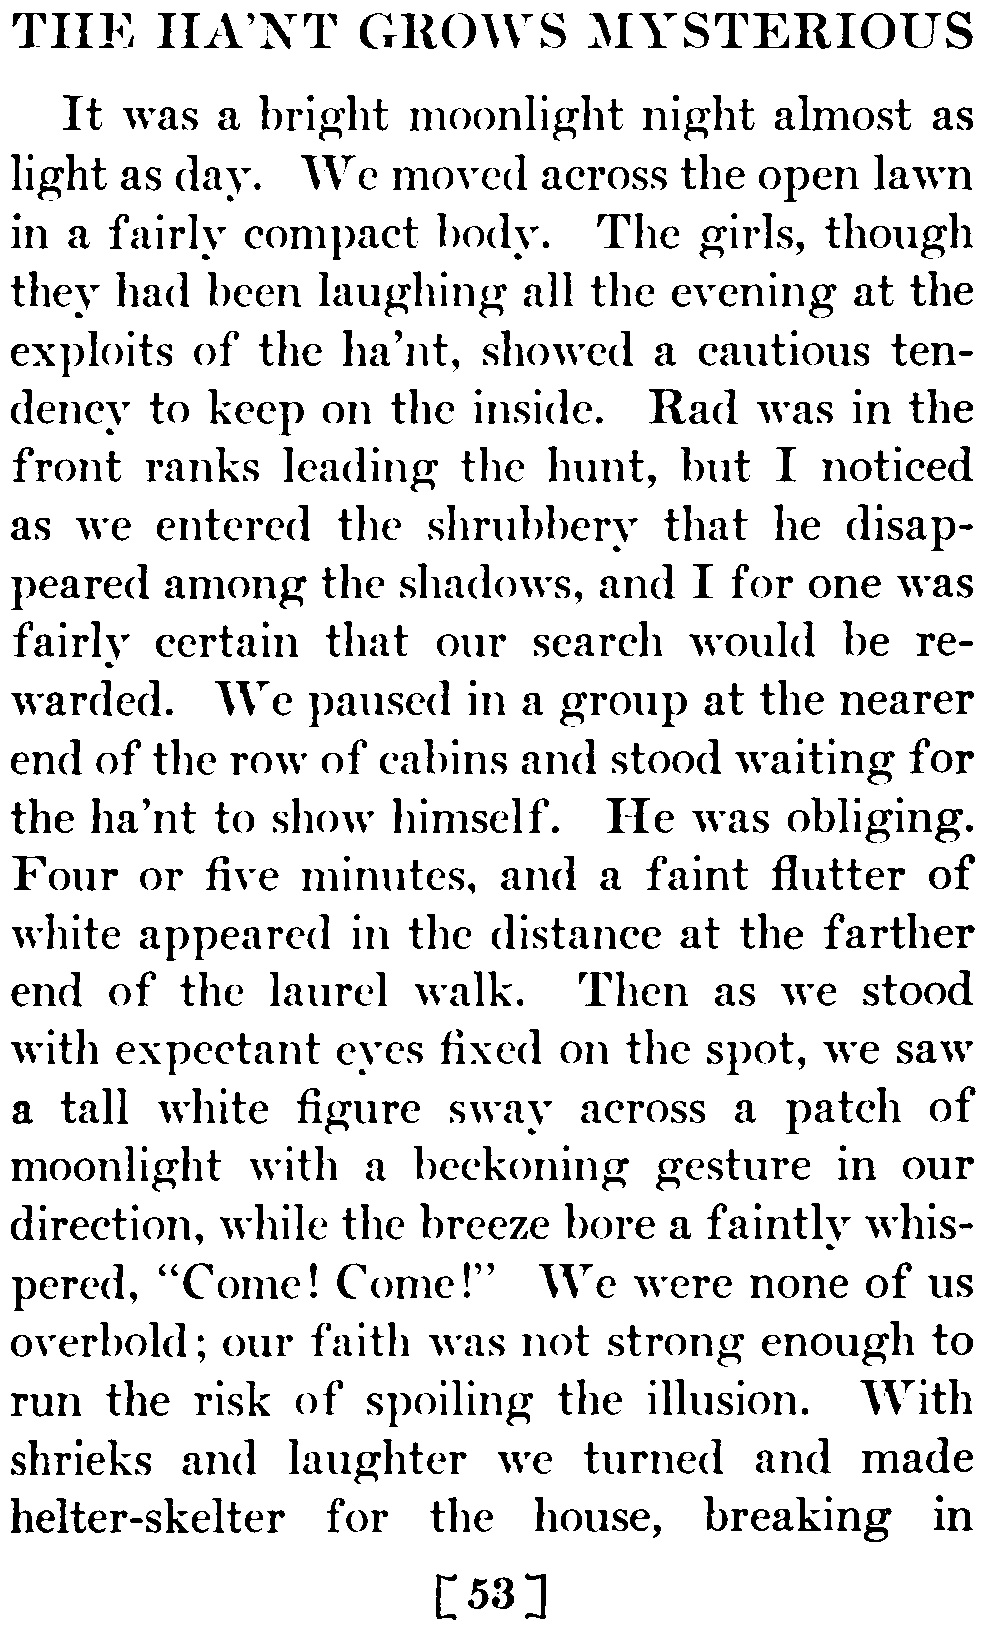 THE HA'NT GROWS MYSTERIOUS
It was a bright moonlight night almost as
light as day. We moved across the open lawn
in a fairly compact body. The girls, though
they had been laughing all the evening at the
exploits of the ha'nt, showed a cautious ten-
dency to keep on the inside. Rad was in the
front ranks leading the hunt, but I noticed
as we entered the shrubbery that he disap-
peared among the shadows, and I for one was
fairly certain that our search would be re-
warded. We paused in a group at the nearer
end of the row of cabins and stood waiting for
the ha'nt to show himself. He was obliging.
Four or five minutes, and a faint flutter of
white appeared in the distance at the farther
end of the laurel walk. Then as we stood
with expectant eyes fixed on the spot, we saw
a tall white figure sway across a patch of
moonlight with a beckoning gesture in our
direction, while the breeze bore a faintly whis-
pered, "Come! Come!" We were none of us
overbold; our faith was not strong enough to
run the risk of spoiling the illusion. With
shrieks and laughter we turned and made
helter-skelter for the house, breaking in
[53]